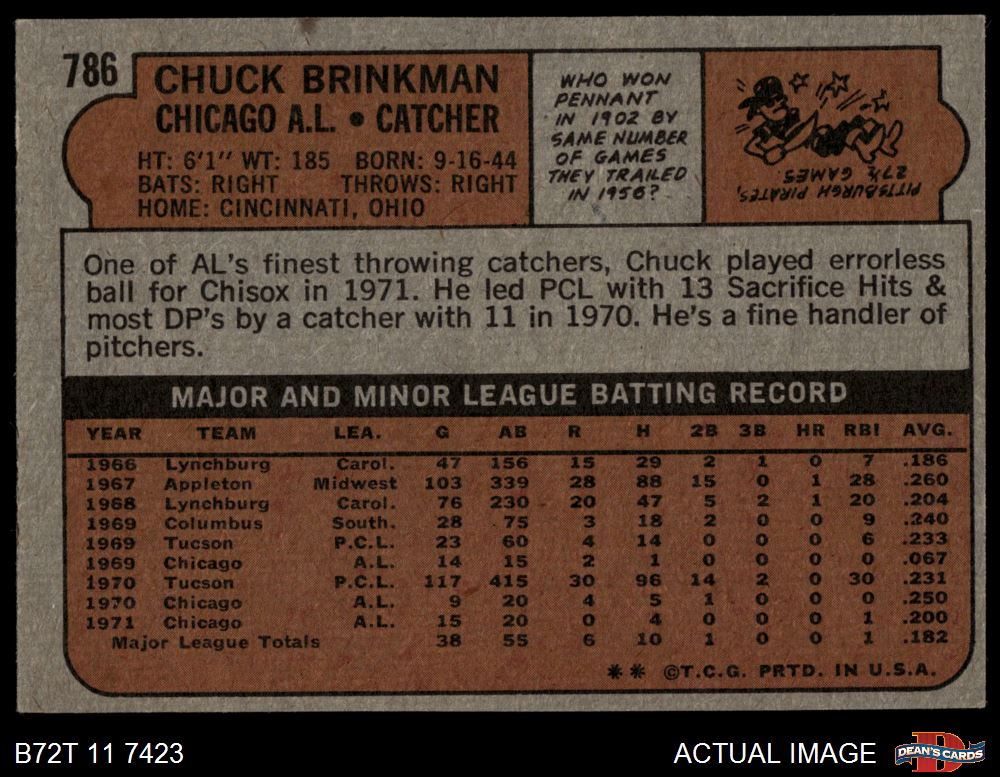 786
CHUCK BRINKMAN
CHICAGO A.L. • CATCHER
HT: 6'1" WT: 185 BORN: 9-16-44
BATS: RIGHT THROWS: RIGHT
HOME: CINCINNATI, OHIO
WHO WON
PENNANT
IN 1902 BY
SAME NUMBER
OF GAMES
THEY TRAILED
IN 1956?
PITTSBURGH PIRATES,
27½ GAMES
One of AL's finest throwing catchers, Chuck played errorless
ball for Chisox in 1971. He led PCL with 13 Sacrifice Hits &
most DP's by a catcher with 11 in 1970. He's a fine handler of
pitchers.
MAJOR AND MINOR LEAGUE BATTING RECORD
YEAR TEAM LEA. G AB R H 2B 3B HR RBI AVG.
1966 Lynchburg Carol. 47 156 15 29 2 1 0 7 .186
1967 Appleton Midwest 103 339 28 88 15 0 1 28 .260
1968 Lynchburg Carol. 76 230 20 47 5 2 1 20 .204
1969 Columbus South. 28 75 3 18 2 0 0 9 .240
1969 Tucson P.C.L. 23 60 4 14 0 0 0 6 .233
1969 Chicago A.L. 14 15 2 1 0 0 0 0 .067
1970 Tucson P.C.L. 117 415 30 96 14 2 0 30 .231
1970 Chicago A.L. 9 20 4 5 1 0 0 0 .250
1971 Chicago A.L. 15 20 0 4 0 0 0 1 .200
Major League Totals 38 55 6 10 1 0 0 1 .182
** ©T.C.G. PRTD. IN U.S.A.
B72T 11 7423
ACTUAL IMAGE
D
DEAN'S CARDS